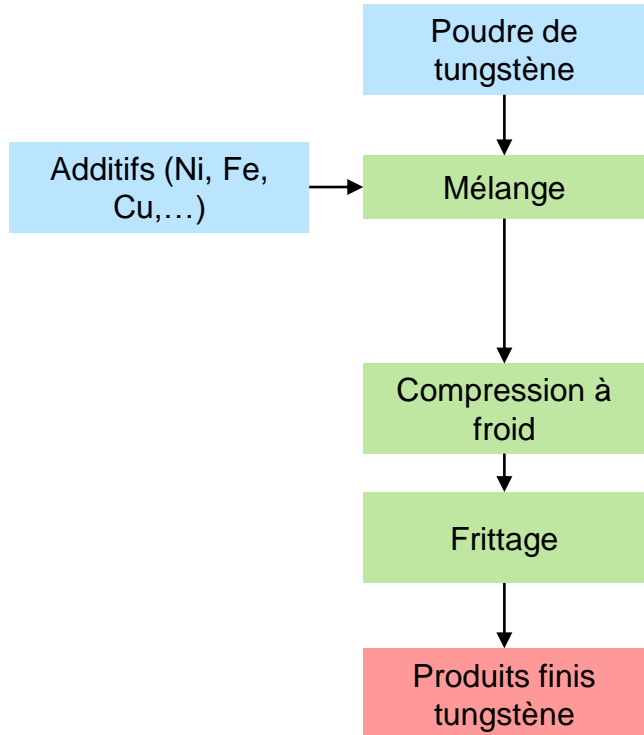 Poudre de
tungstène
Additifs (Ni, Fe,
Cu,…)
Mélange
Compression à
froid
Frittage
Produits finis
tungstène